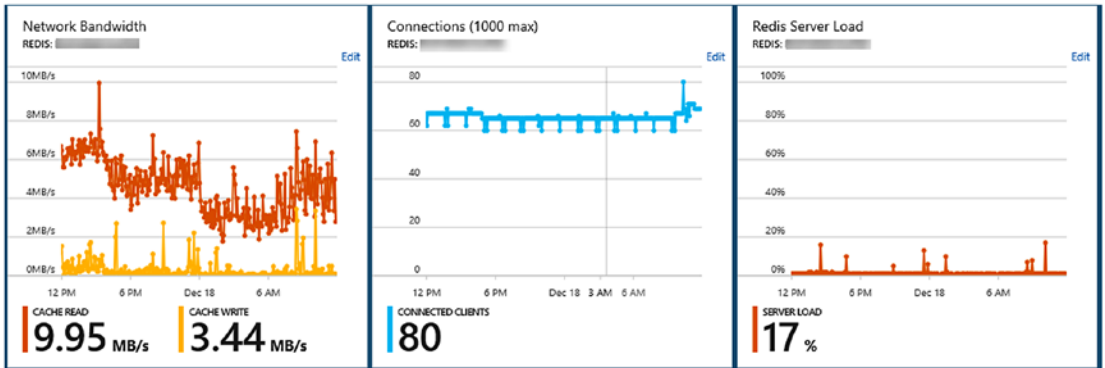 Network Bandwidth
REDIS:
Edit
10MB/s
8MB/s
6MB/s
4MB/s
2MB/s
0MB/s
12 PM 6 PM Dec 18 6 AM
CACHE READ
9.95 MB/s
CACHE WRITE
3.44 MB/s
Connections (1000 max)
REDIS:
Edit
80
60
40
20
0
12 PM 6 PM Dec 18 3 AM 6 AM
CONNECTED CLIENTS
80
Redis Server Load
REDIS:
Edit
100%
80%
60%
40%
20%
0%
12 PM 6 PM Dec 18 6 AM
SERVER LOAD
17 %